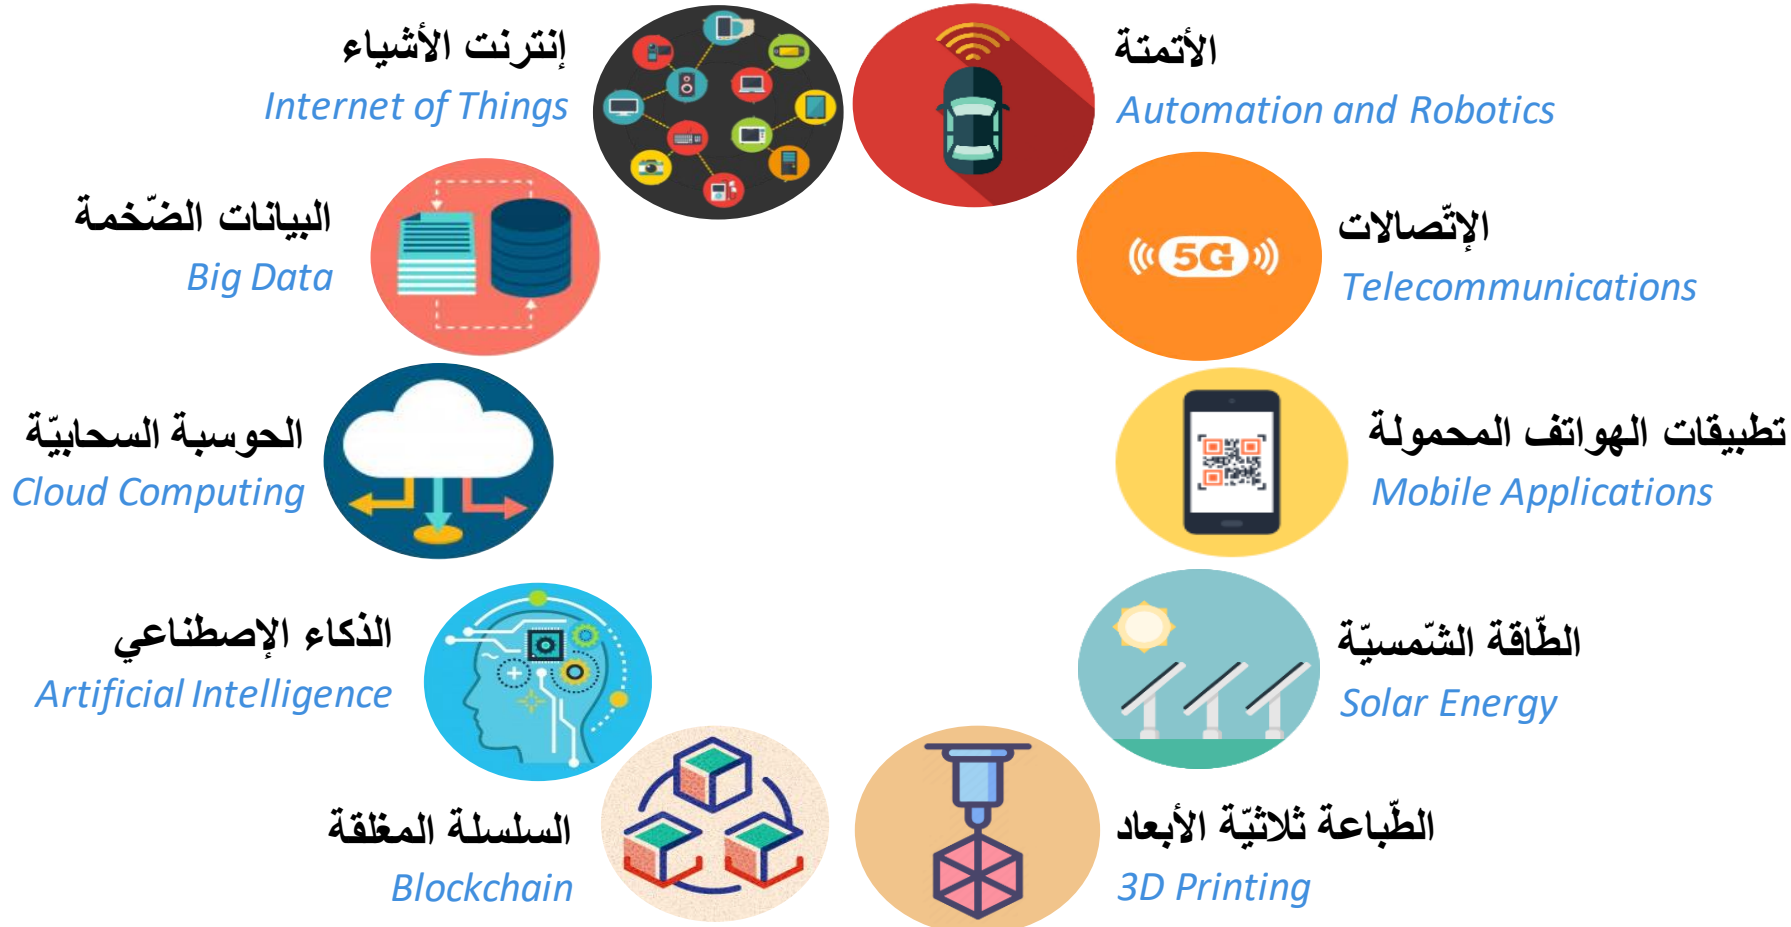 إنترنت الأشياء
Internet of Things
الأتمتة
Automation and Robotics
البيانات الضّخمة
Big Data
الإتّصالات
Telecommunications
5G
الحوسبة السحابيّة
Cloud Computing
تطبيقات الهواتف المحمولة
Mobile Applications
الذكاء الإصطناعي
Artificial Intelligence
الطّاقة الشّمسيّة
Solar Energy
السلسلة المغلقة
Blockchain
الطّباعة ثلاثيّة الأبعاد
3D Printing